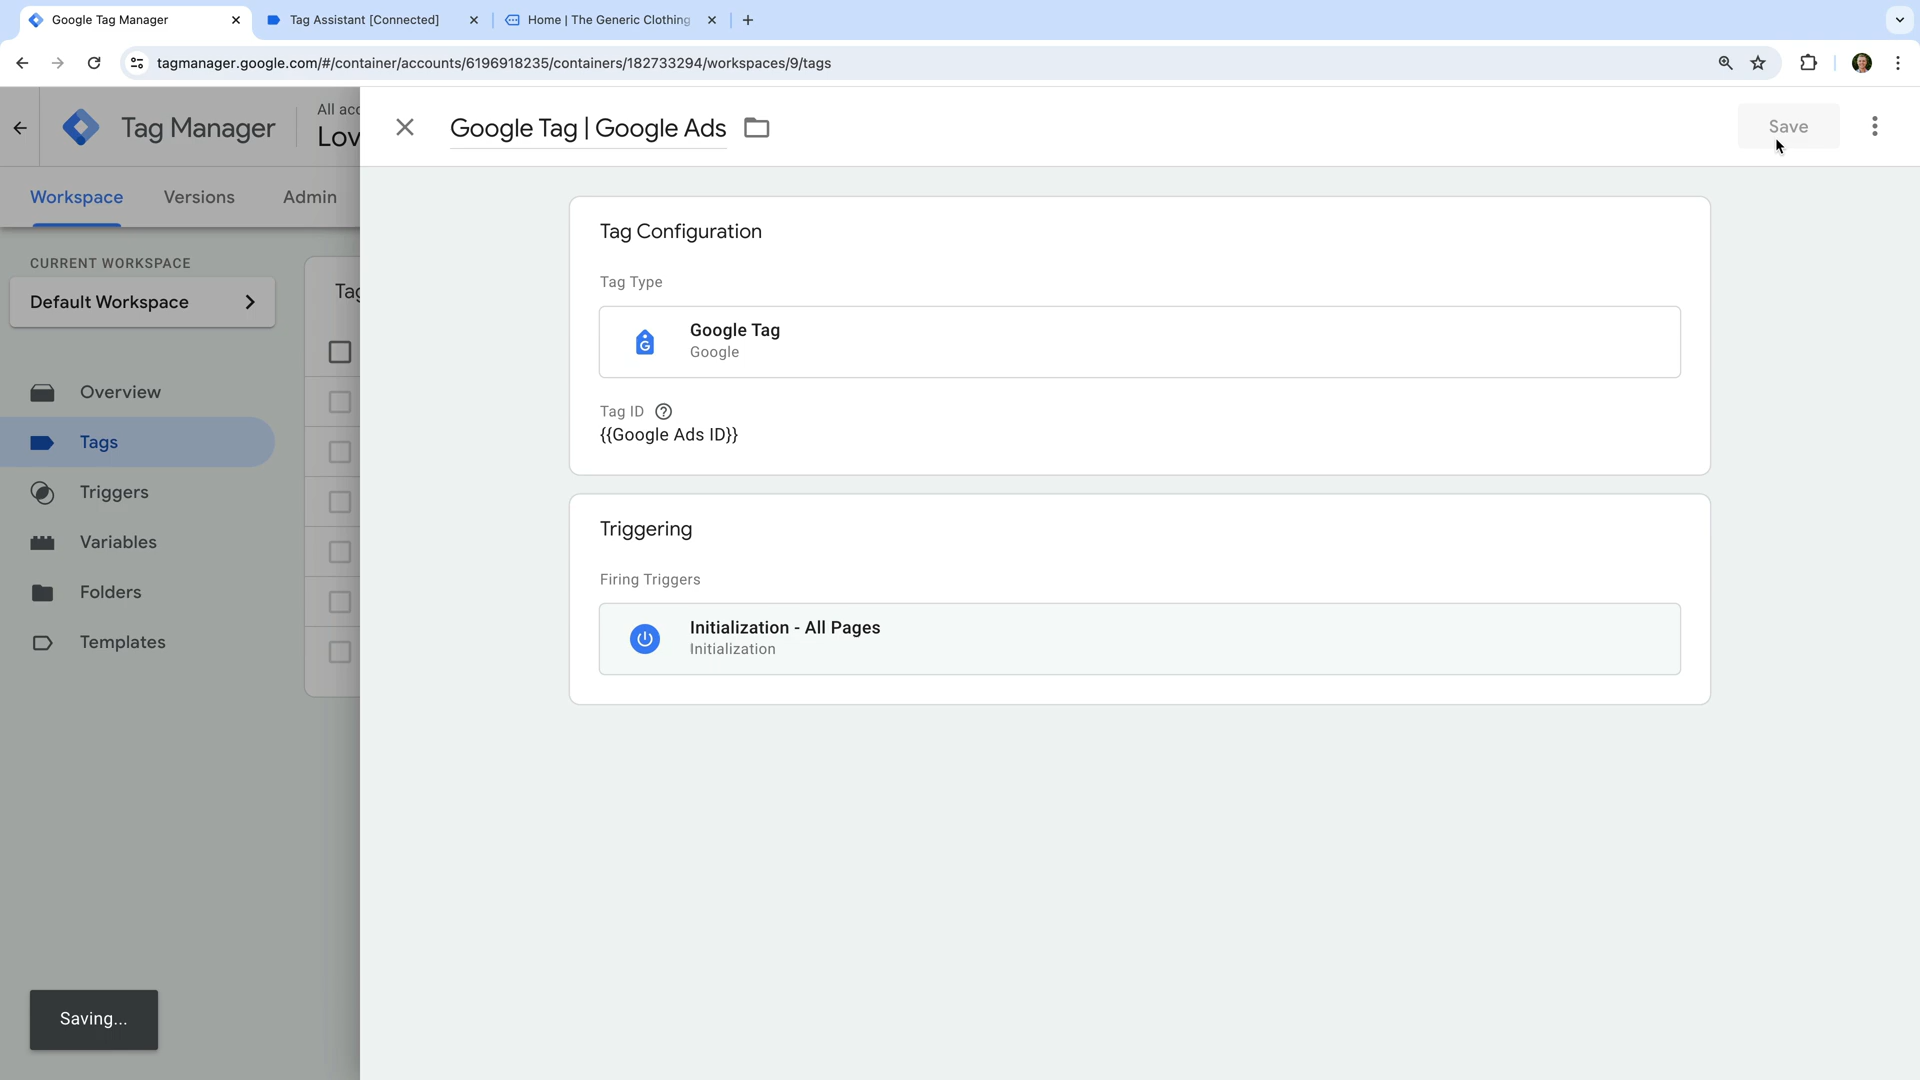 Google Tag Manager
Tag Assistant [Connected]
Home | The Generic Clothing
tagmanager.google.com/#/container/accounts/6196918235/containers/182733294/workspaces/9/tags
Tag Manager
All acc
Lov
Google Tag | Google Ads
Save
Workspace
Versions
Admin
CURRENT WORKSPACE
Default Workspace
Tag
Overview
Tags
Triggers
Variables
Folders
Templates
Tag Configuration
Tag Type
G
Google Tag
Google
Tag ID
{{Google Ads ID}}
Triggering
Firing Triggers
Initialization - All Pages
Initialization
Saving...